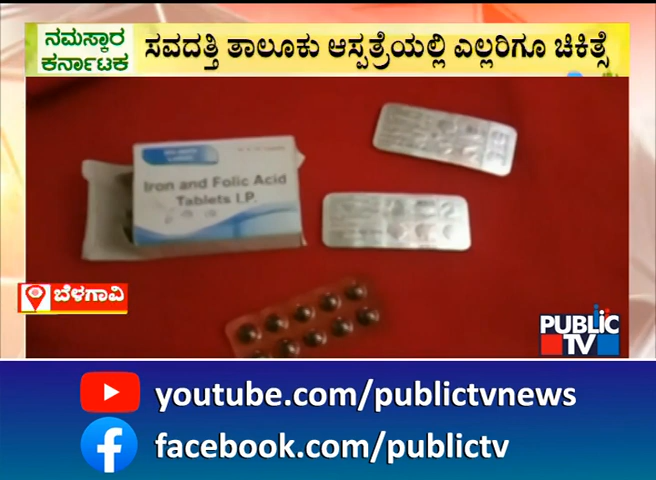 ನಮಸ್ಕಾರ
ಕರ್ನಾಟಕ
ಸವದತ್ತಿ ತಾಲೂಕು ಆಸ್ಪತ್ರೆಯಲ್ಲಿ ಎಲ್ಲರಿಗೂ ಚಿಕಿತ್ಸೆ
Iron and Folic Acid
Tablets I.P.
ಬೆಳಗಾವಿ
PUBLIC
TV
youtube.com/publictvnews
facebook.com/publictv